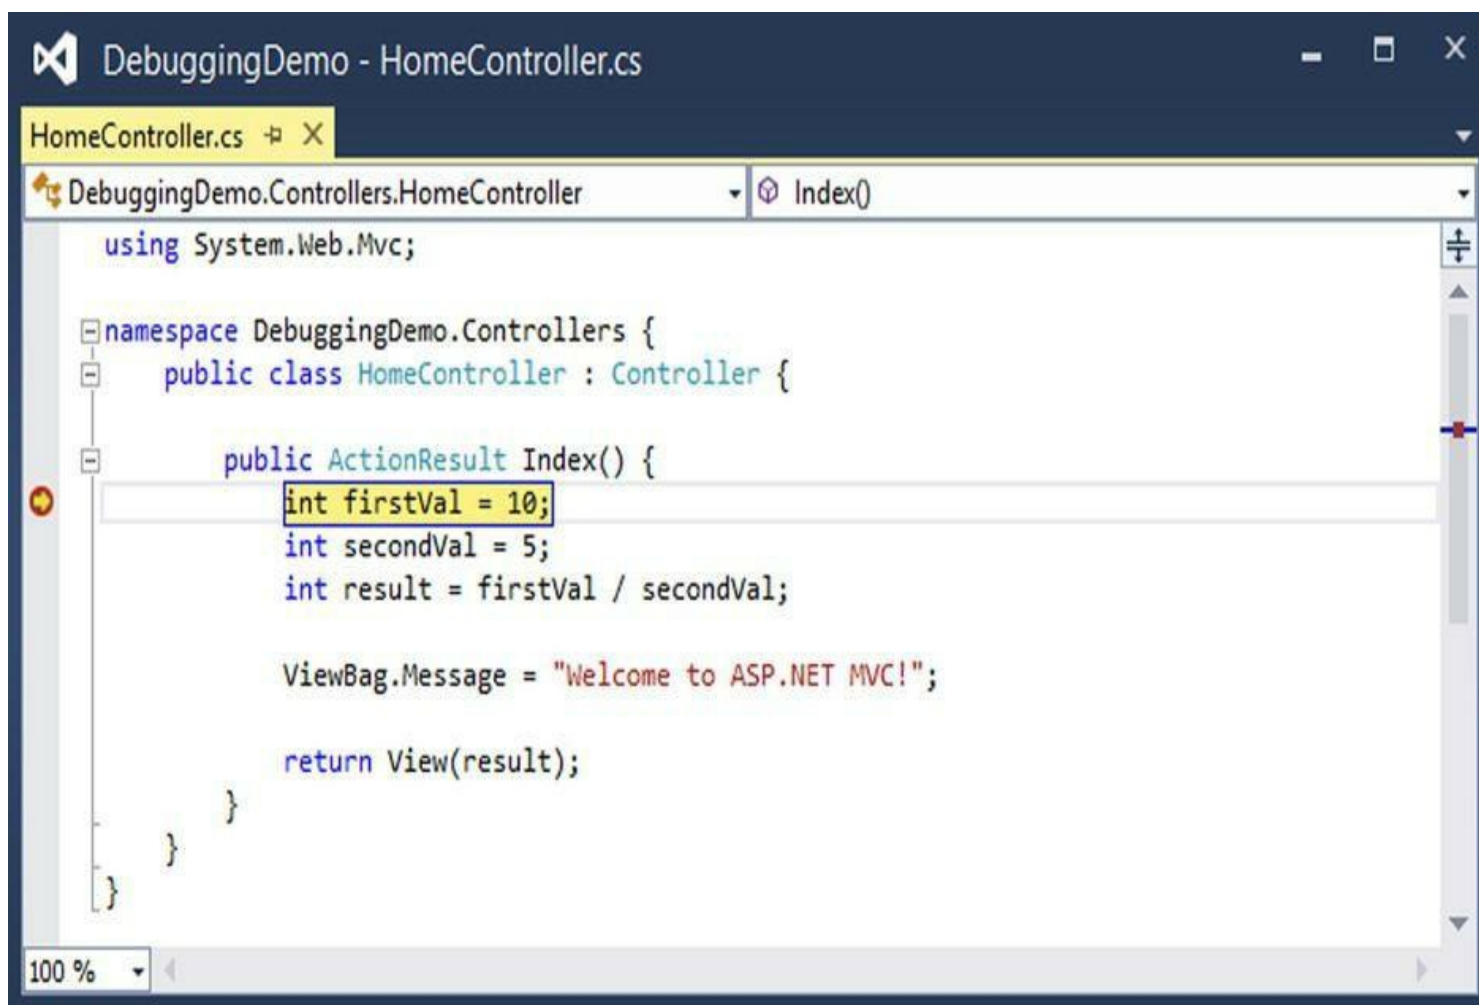 DebuggingDemo - HomeController.cs
HomeController.cs
DebuggingDemo.Controllers.HomeController
Index()
using System.Web.Mvc;
namespace DebuggingDemo.Controllers {
public class HomeController : Controller {
public ActionResult Index() {
int firstVal = 10;
int secondVal = 5;
int result = firstVal / secondVal;
ViewBag.Message = "Welcome to ASP.NET MVC!";
return View(result);
}
}
}
100 %